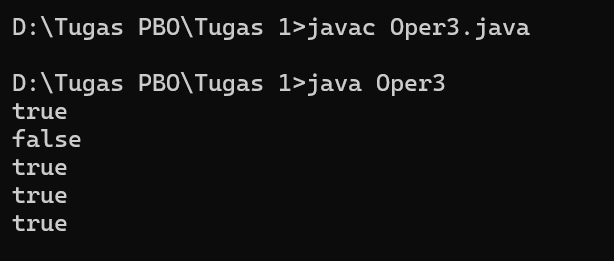 D:\Tugas PBO\Tugas 1>javac Oper3.java
D:\Tugas PBO\Tugas 1>java Oper3
true
false
true
true
true